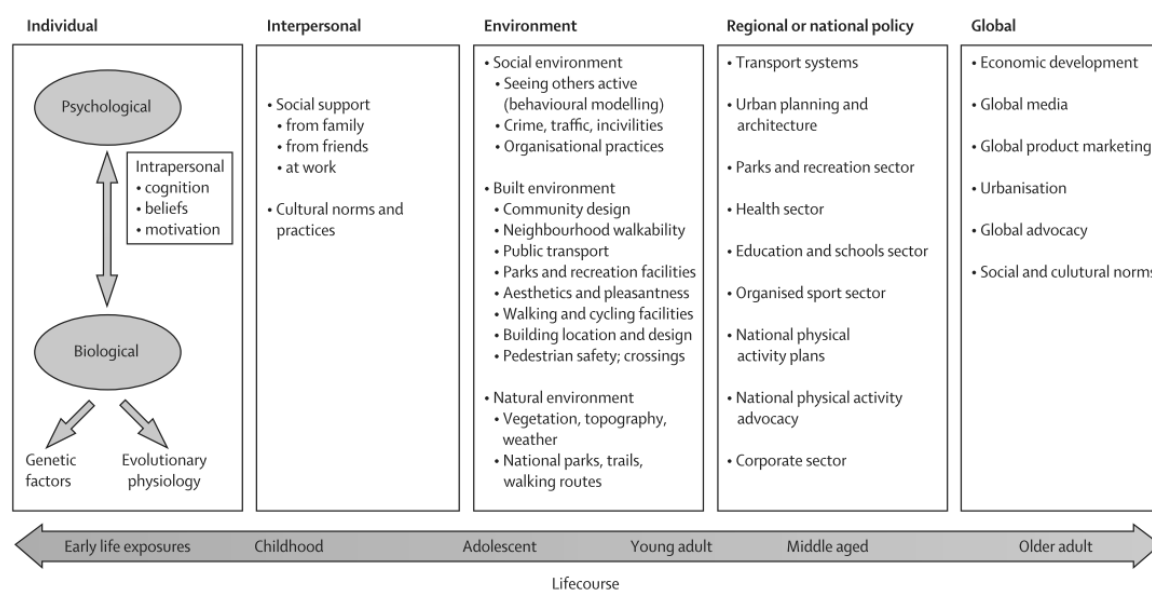 Individual
Psychological
Intrapersonal
• cognition
• beliefs
• motivation
Biological
Genetic
factors
Evolutionary
physiology
Interpersonal
• Social support
• from family
• from friends
• at work
• Cultural norms and
practices
Environment
• Social environment
• Seeing others active
(behavioural modelling)
• Crime, traffic, incivilities
• Organisational practices
• Built environment
• Community design
• Neighbourhood walkability
• Public transport
• Parks and recreation facilities
• Aesthetics and pleasantness
• Walking and cycling facilities
• Building location and design
• Pedestrian safety; crossings
• Natural environment
• Vegetation, topography,
weather
• National parks, trails,
walking routes
Regional or national policy
• Transport systems
• Urban planning and
architecture
• Parks and recreation sector
• Health sector
• Education and schools sector
• Organised sport sector
• National physical
activity plans
• National physical activity
advocacy
• Corporate sector
Global
• Economic development
• Global media
• Global product marketing
• Urbanisation
• Global advocacy
• Social and culutural norms
Early life exposures
Childhood
Adolescent
Young adult
Middle aged
Older adult
Lifecourse